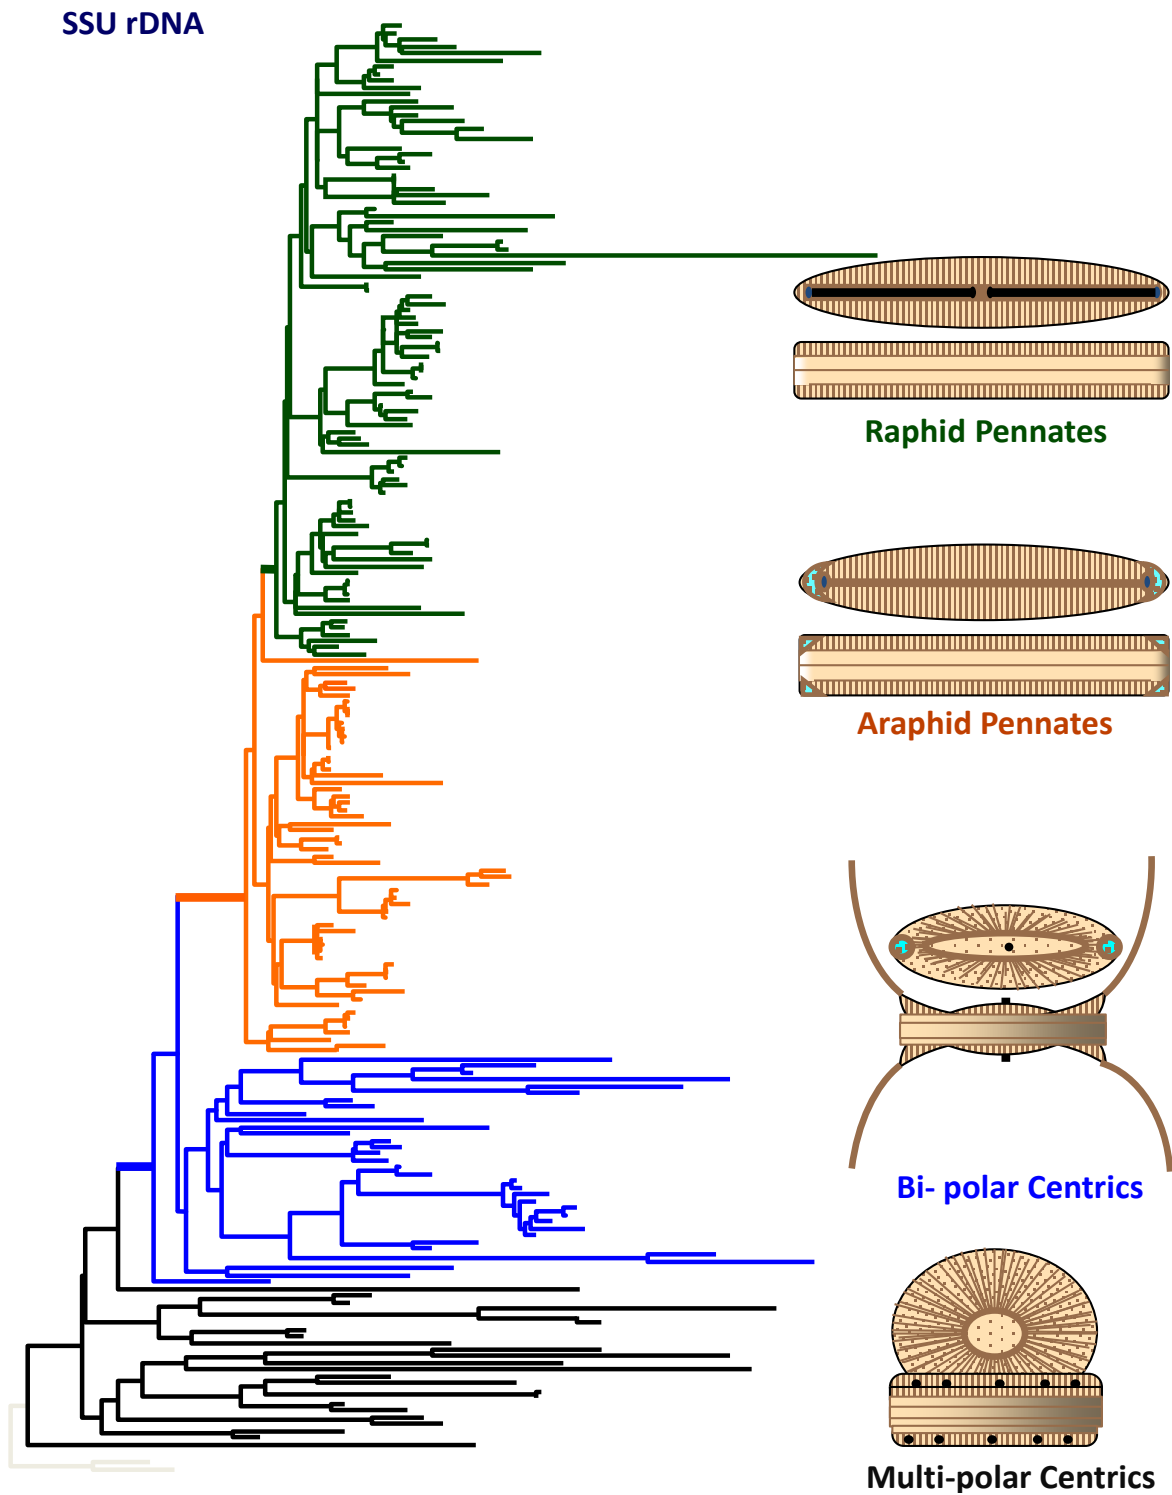 SSU rDNA
Raphid Pennates
Araphid Pennates
Bi- polar Centrics
Multi-polar Centrics